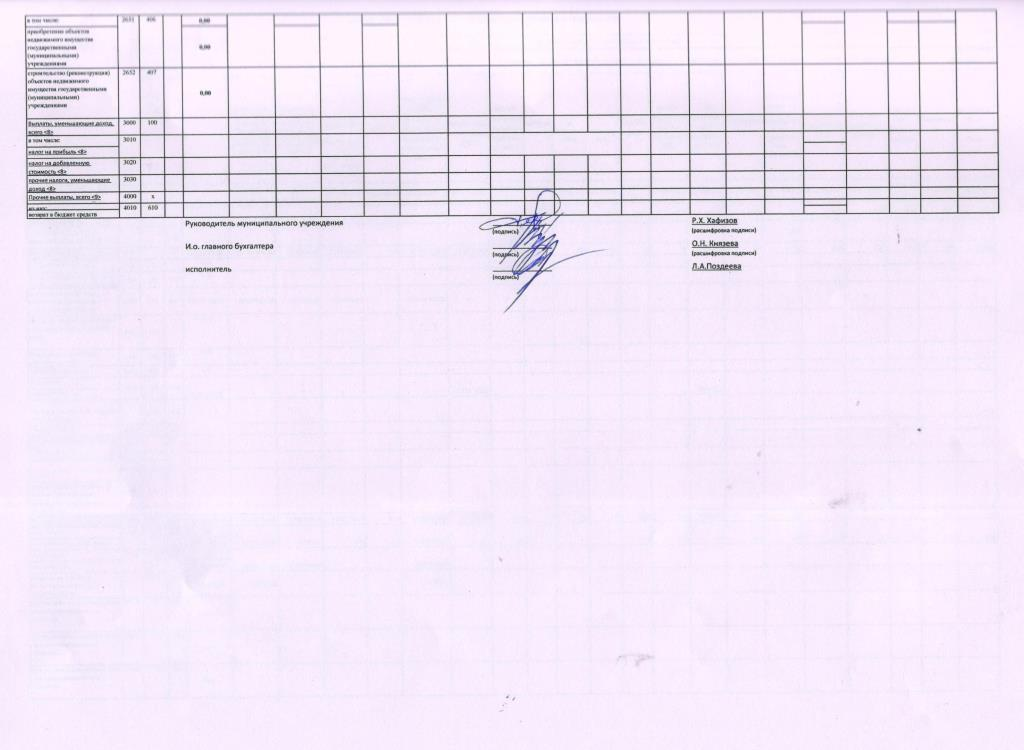 в том числе: 2651 406 0,00
приобретение объектов
недвижимого имущества
государственными 0,00
(муниципальными)
учреждениями
строительство (реконструкция) 2652 407
объектов недвижимого
имущества государственными
(муниципальными) 0,00
учреждениями
Выплаты, уменьшающие доход, 3000 100
всего <8>
в том числе: 3010
налог на прибыль <8>
налог на добавленную 3020
стоимость <8>
прочие налоги, уменьшающие 3030
доход <8>
Прочие выплаты, всего <9> 4000 x
4010 610
возврат в бюджет средств
Руководитель муниципального учреждения Р.Х. Хафизов
(подпись) (расшифровка подписи)
И.о. главного бухгалтера О.Н. Князева
(подпись) (расшифровка подписи)
исполнитель Л.А.Поздеева
(подпись)